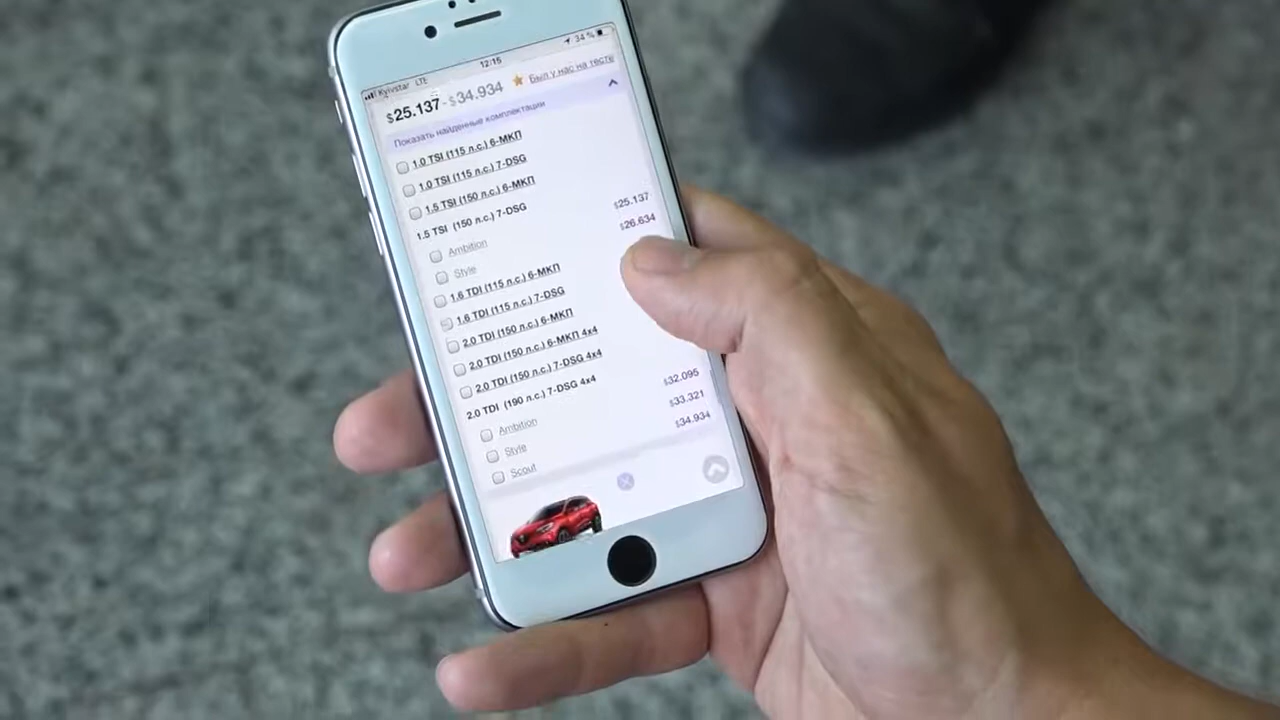 Kyivstar LTE 12:15 34 %
$25.137 - $34.934 Был у нас на тесте
Показать найденные комплектации
1.0 TSI (115 л.с.) 6-МКП
1.0 TSI (115 л.с.) 7-DSG
1.5 TSI (150 л.с.) 6-МКП
1.5 TSI (150 л.с.) 7-DSG
Ambition $25.137
Style $26.634
1.6 TDI (115 л.с.) 6-МКП
1.6 TDI (115 л.с.) 7-DSG
2.0 TDI (150 л.с.) 6-МКП
2.0 TDI (150 л.с.) 6-МКП 4x4
2.0 TDI (150 л.с.) 7-DSG 4x4
2.0 TDI (190 л.с.) 7-DSG 4x4
Ambition $32.095
Style $33.321
Scout $34.934